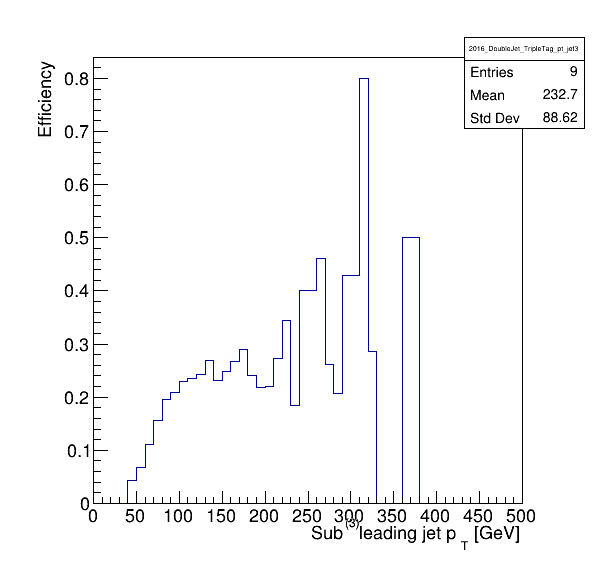 2016_DoubleJet_TripleTag_pt_jet3
Entries 9
Mean 232.7
Std Dev 88.62
Efficiency
0.8
0.7
0.6
0.5
0.4
0.3
0.2
0.1
0
0 50 100 150 200 250 300 350 400 450 500
Sub(3)leading jet p_T [GeV]